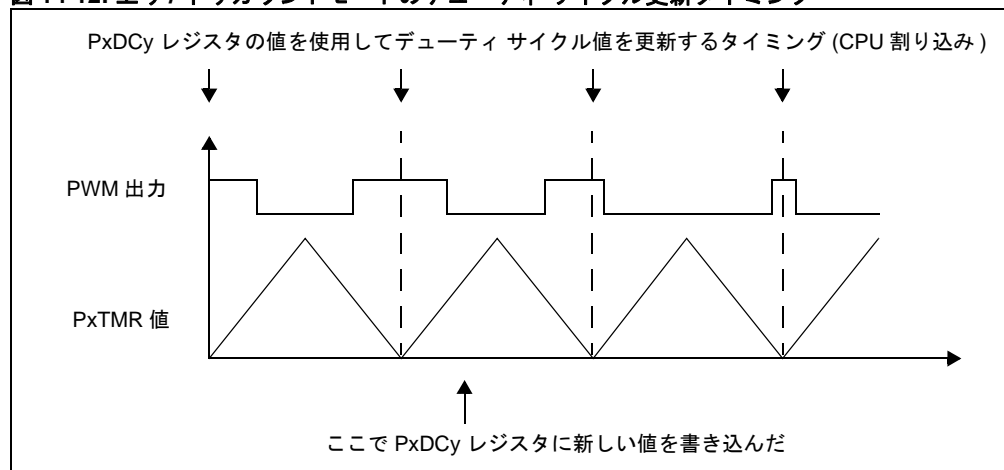 PxDCy レジスタの値を使用してデューティ サイクル値を更新するタイミング (CPU 割り込み )
PWM 出力
PxTMR 値
ここで PxDCy レジスタに新しい値を書き込んだ